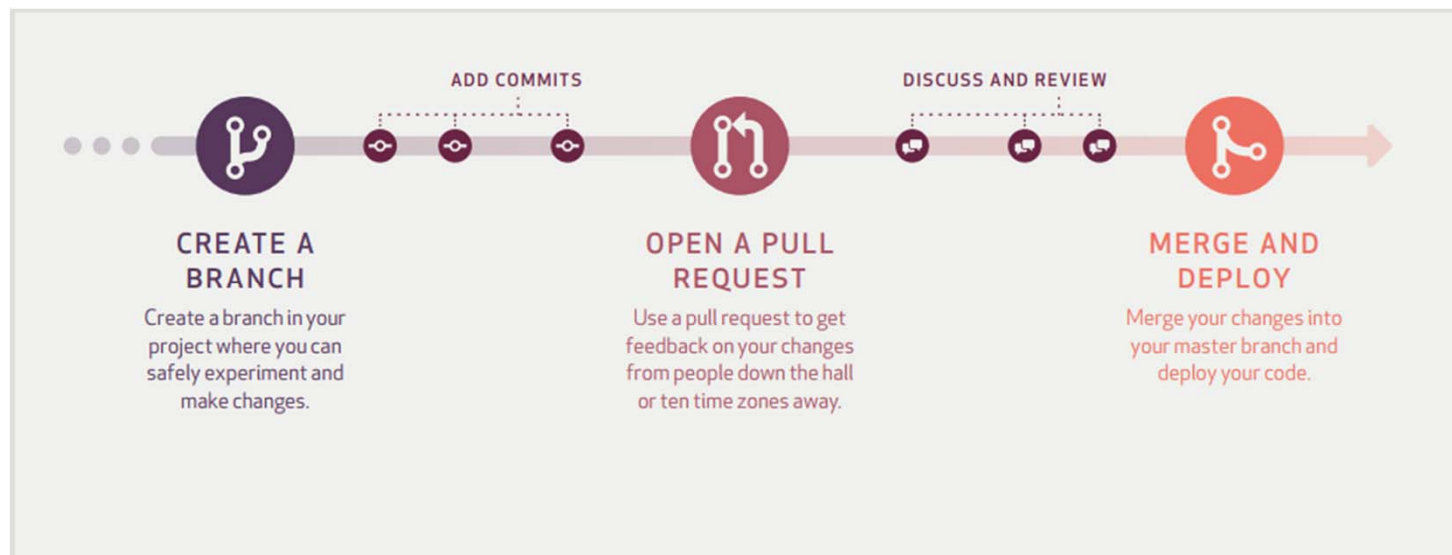 ADD COMMITS
DISCUSS AND REVIEW
CREATE A
BRANCH
Create a branch in your
project where you can
safely experiment and
make changes.
OPEN A PULL
REQUEST
Use a pull request to get
feedback on your changes
from people down the hall
or ten time zones away.
MERGE AND
DEPLOY
Merge your changes into
your master branch and
deploy your code.